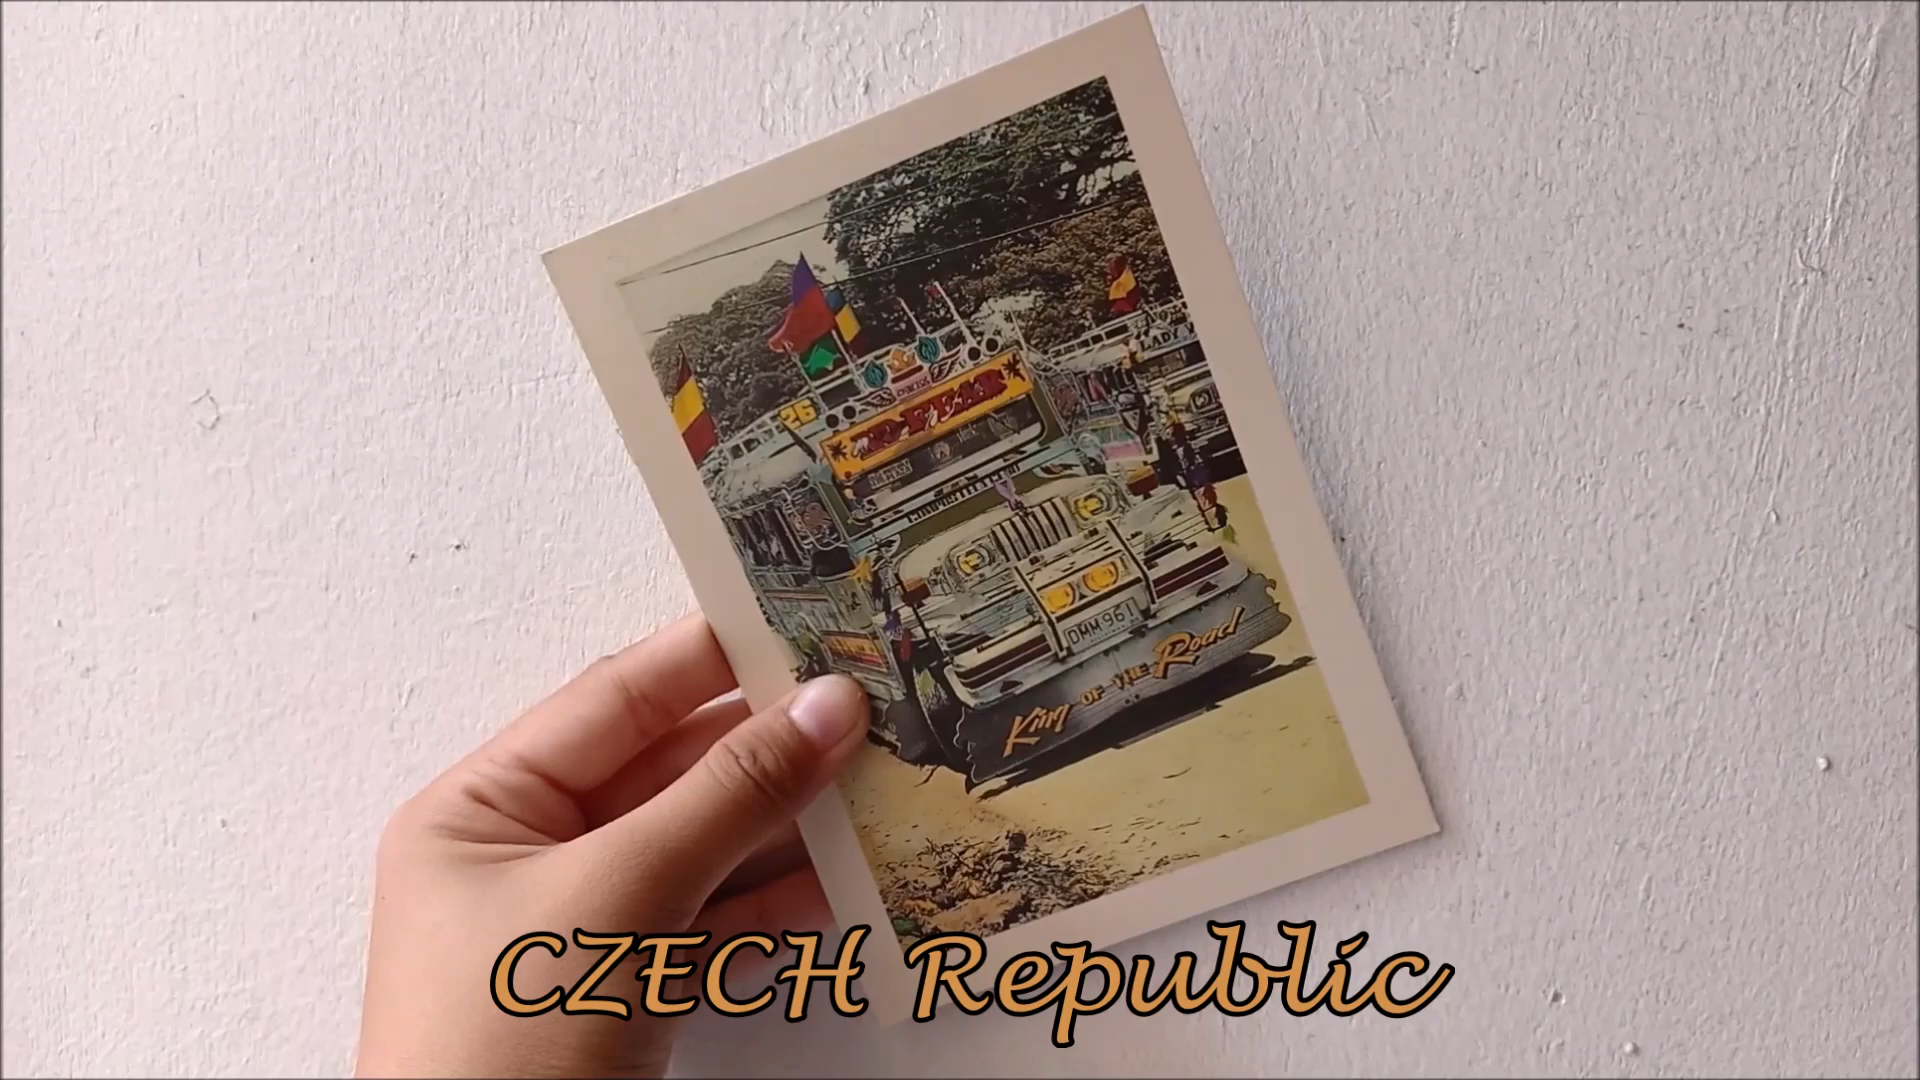 LADY
26
DMM 961
King OF THE Road
CZECH Republic